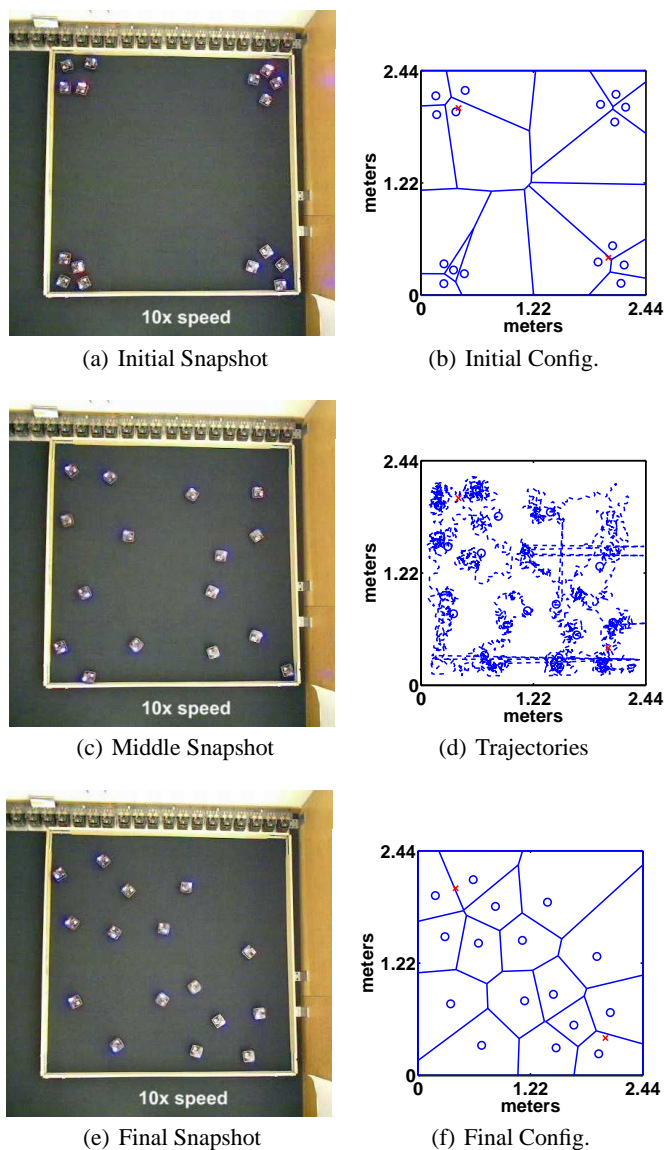 10x speed
2.44
1.22
0
0
1.22
2.44
meters
meters
(a) Initial Snapshot
(b) Initial Config.
10x speed
2.44
1.22
0
0
1.22
2.44
meters
meters
(c) Middle Snapshot
(d) Trajectories
10x speed
2.44
1.22
0
0
1.22
2.44
meters
meters
(e) Final Snapshot
(f) Final Config.